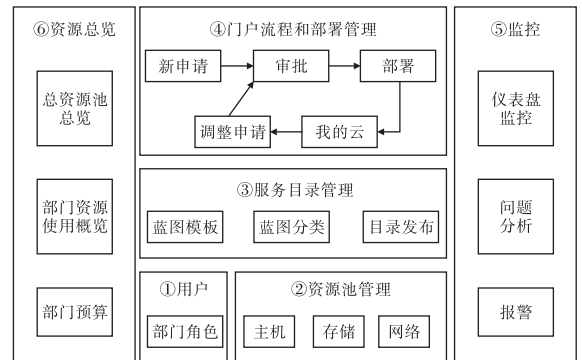 ⑥资源总览
总资源池
总览
部门资源
使用概览
部门预算
④门户流程和部署管理
新申请
审批
部署
调整申请
我的云
③服务目录管理
蓝图模板
蓝图分类
目录发布
①用户
部门角色
②资源池管理
主机
存储
网络
⑤监控
仪表盘
监控
问题
分析
报警